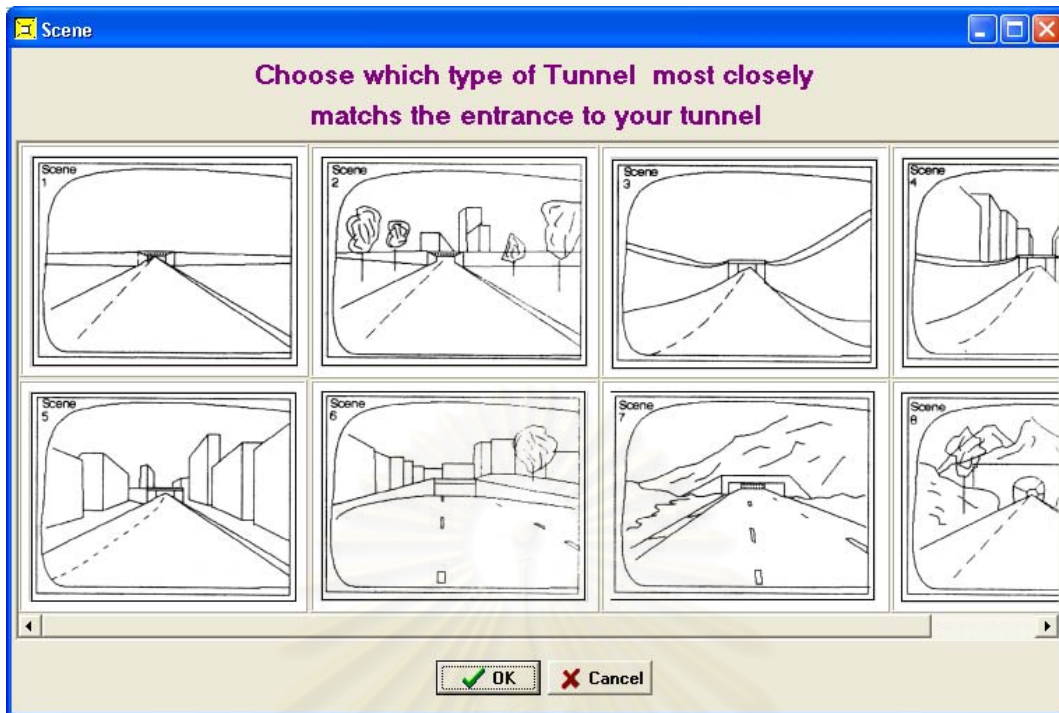 Scene
Choose which type of Tunnel most closely
matchs the entrance to your tunnel
Scene
1
Scene
2
Scene
3
Scene
4
Scene
5
Scene
6
Scene
7
Scene
8
OK
Cancel